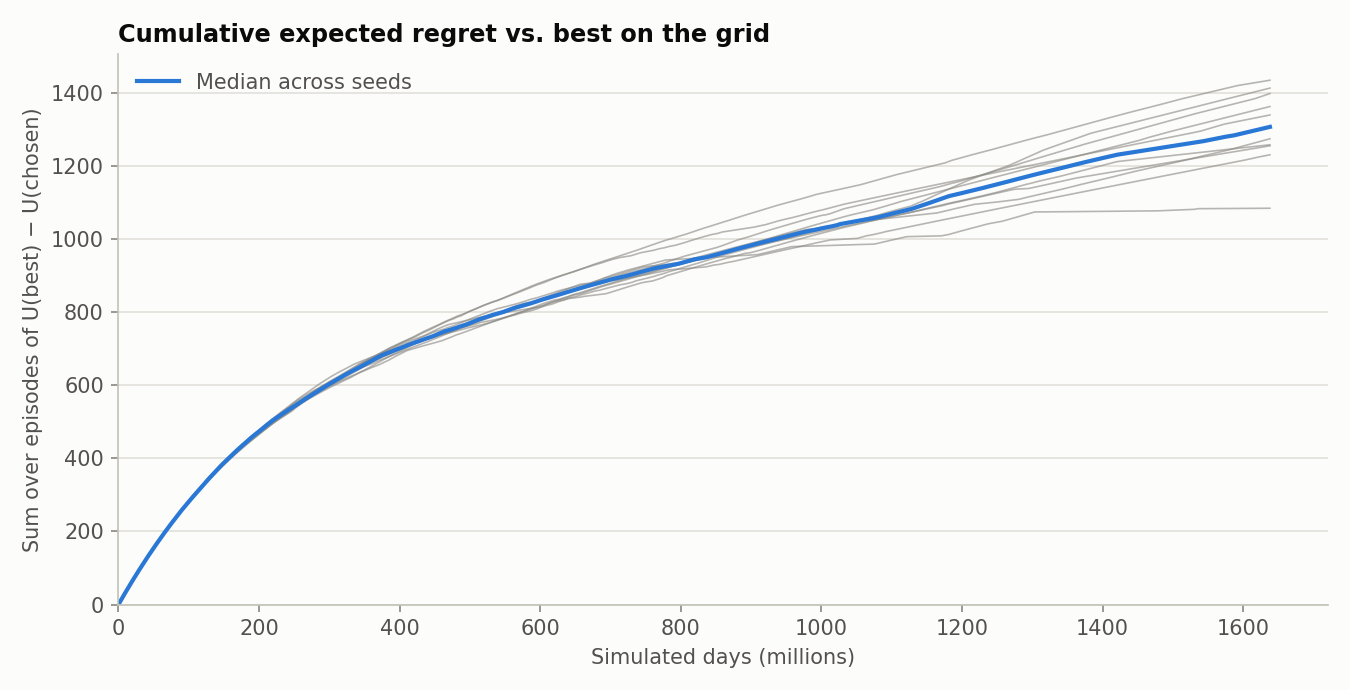 Cumulative expected regret vs. best on the grid
Median across seeds
Sum over episodes of U(best) − U(chosen)
1400
1200
1000
800
600
400
200
0
0 200 400 600 800 1000 1200 1400 1600
Simulated days (millions)